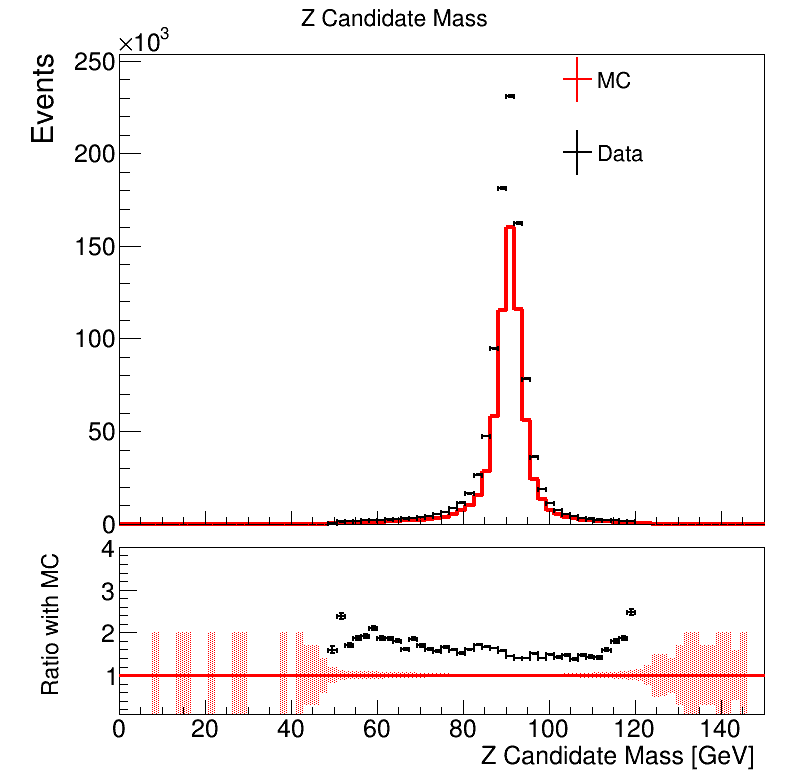 Z Candidate Mass
×10³
Events
250
200
150
100
50
0
MC
Data
Ratio with MC
4
3
2
1
0 20 40 60 80 100 120 140
Z Candidate Mass [GeV]